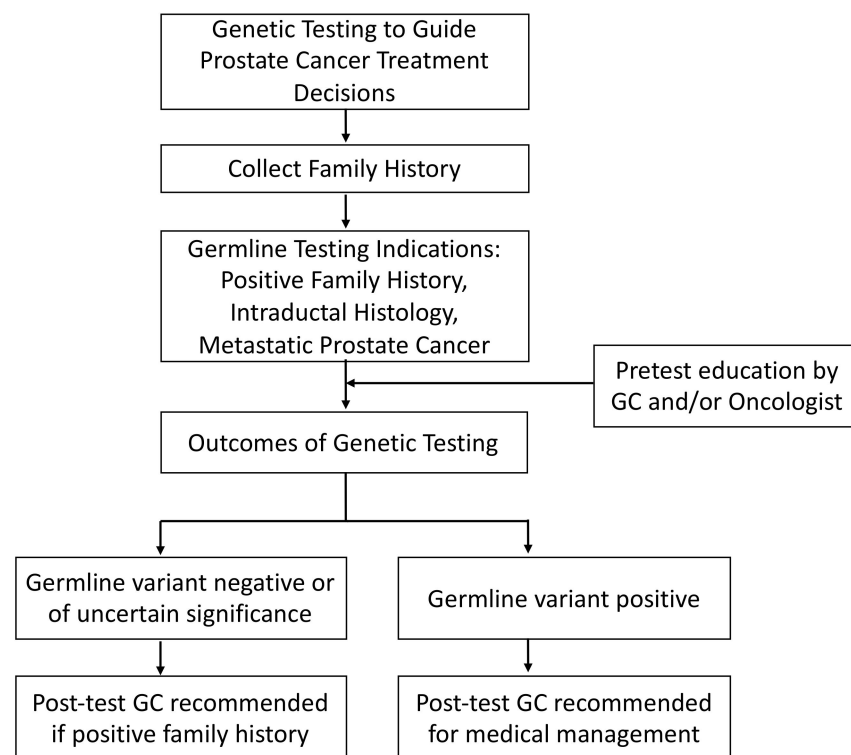 Genetic Testing to Guide
Prostate Cancer Treatment
Decisions
Collect Family History
Germline Testing Indications:
Positive Family History,
Intraductal Histology,
Metastatic Prostate Cancer
Pretest education by
GC and/or Oncologist
Outcomes of Genetic Testing
Germline variant negative or
of uncertain significance
Germline variant positive
Post-test GC recommended
if positive family history
Post-test GC recommended
for medical management